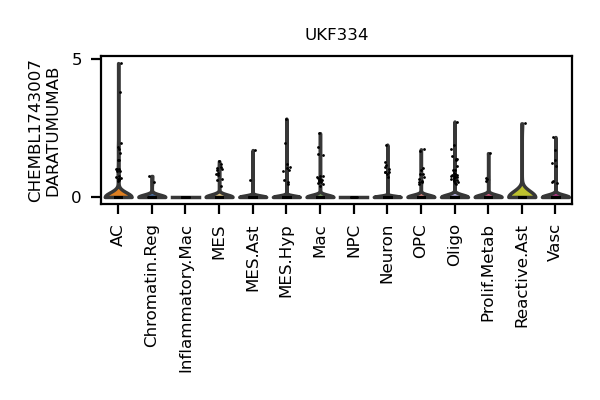 UKF334
CHEMBL1743007
DARATUMUMAB
5
0
AC
Chromatin.Reg
Inflammatory.Mac
MES
MES.Ast
MES.Hyp
Mac
NPC
Neuron
OPC
Oligo
Prolif.Metab
Reactive.Ast
Vasc